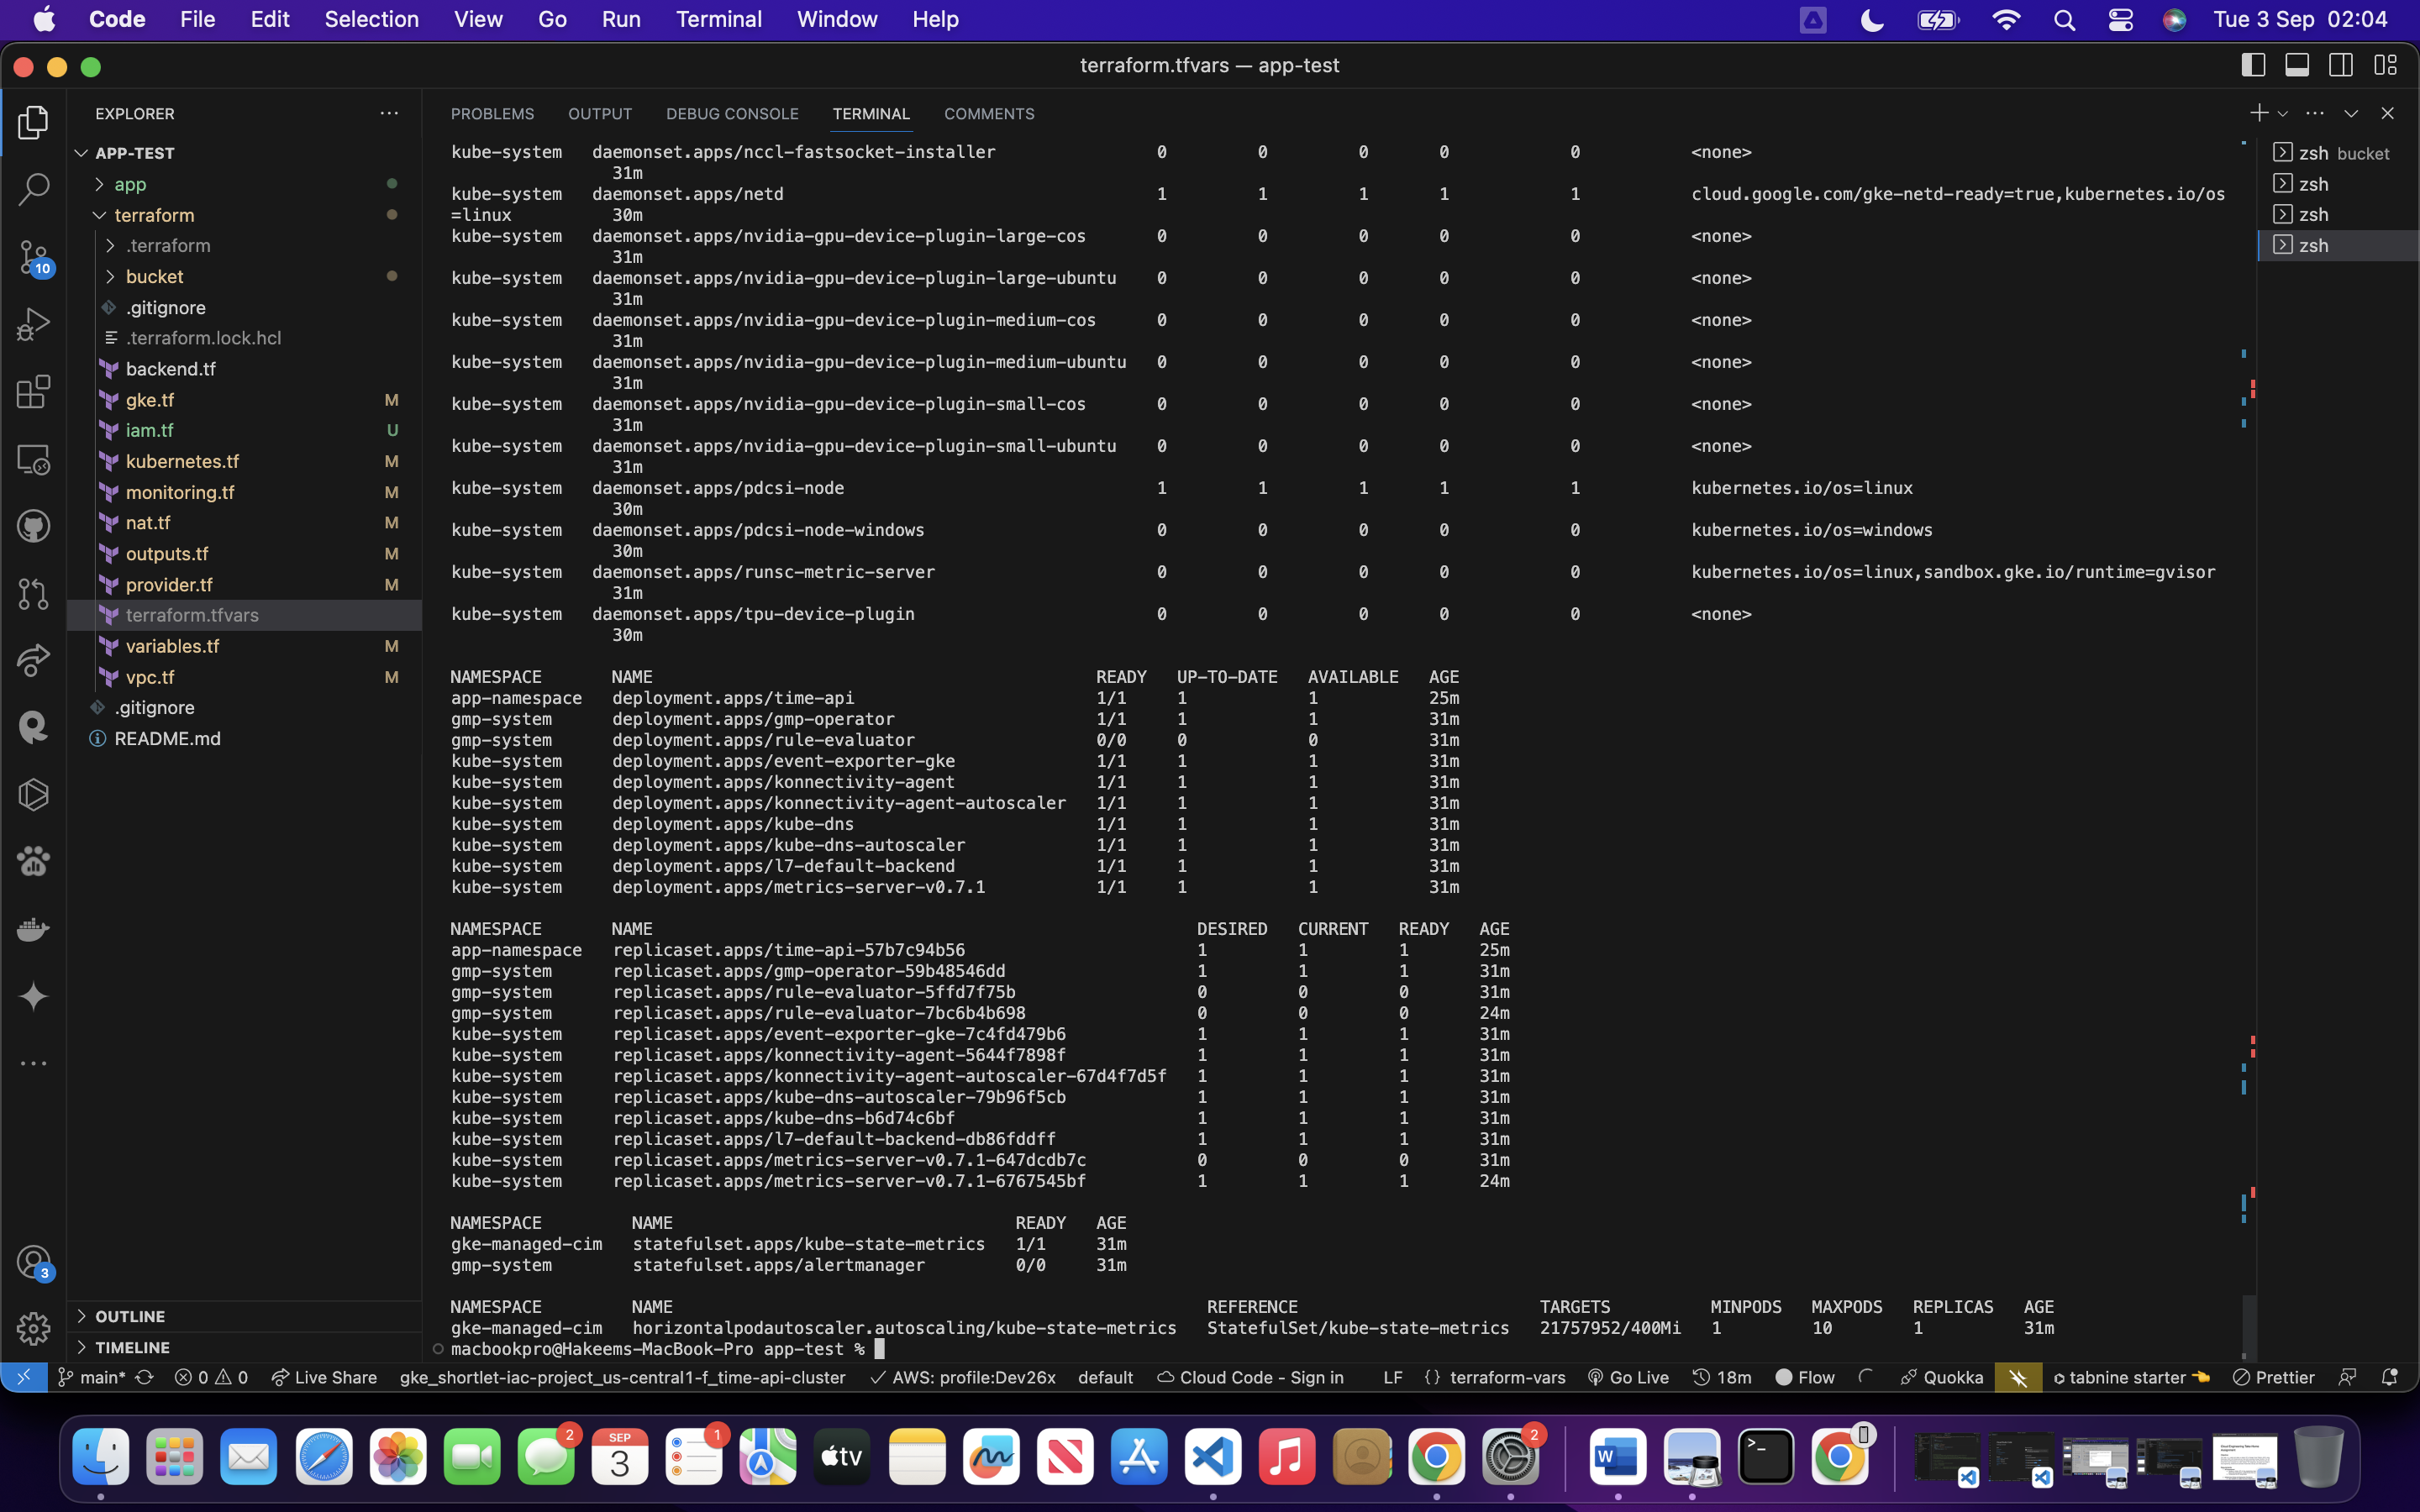 Code File Edit Selection View Go Run Terminal Window Help Tue 3 Sep 02:04
terraform.tfvars — app-test
EXPLORER
APP-TEST
app
terraform
.terraform
bucket
.gitignore
.terraform.lock.hcl
backend.tf
gke.tf M
iam.tf U
kubernetes.tf M
monitoring.tf M
nat.tf M
outputs.tf M
provider.tf M
terraform.tfvars
variables.tf M
vpc.tf M
.gitignore
README.md
OUTLINE
TIMELINE
10
3
PROBLEMS OUTPUT DEBUG CONSOLE TERMINAL COMMENTS
kube-system daemonset.apps/nccl-fastsocket-installer 0 0 0 0 0 <none>
31m
kube-system daemonset.apps/netd 1 1 1 1 1 cloud.google.com/gke-netd-ready=true,kubernetes.io/os
=linux 30m
kube-system daemonset.apps/nvidia-gpu-device-plugin-large-cos 0 0 0 0 0 <none>
31m
kube-system daemonset.apps/nvidia-gpu-device-plugin-large-ubuntu 0 0 0 0 0 <none>
31m
kube-system daemonset.apps/nvidia-gpu-device-plugin-medium-cos 0 0 0 0 0 <none>
31m
kube-system daemonset.apps/nvidia-gpu-device-plugin-medium-ubuntu 0 0 0 0 0 <none>
31m
kube-system daemonset.apps/nvidia-gpu-device-plugin-small-cos 0 0 0 0 0 <none>
31m
kube-system daemonset.apps/nvidia-gpu-device-plugin-small-ubuntu 0 0 0 0 0 <none>
31m
kube-system daemonset.apps/pdcsi-node 1 1 1 1 1 kubernetes.io/os=linux
30m
kube-system daemonset.apps/pdcsi-node-windows 0 0 0 0 0 kubernetes.io/os=windows
30m
kube-system daemonset.apps/runsc-metric-server 0 0 0 0 0 kubernetes.io/os=linux,sandbox.gke.io/runtime=gvisor
31m
kube-system daemonset.apps/tpu-device-plugin 0 0 0 0 0 <none>
30m
NAMESPACE NAME READY UP-TO-DATE AVAILABLE AGE
app-namespace deployment.apps/time-api 1/1 1 1 25m
gmp-system deployment.apps/gmp-operator 1/1 1 1 31m
gmp-system deployment.apps/rule-evaluator 0/0 0 0 31m
kube-system deployment.apps/event-exporter-gke 1/1 1 1 31m
kube-system deployment.apps/konnectivity-agent 1/1 1 1 31m
kube-system deployment.apps/konnectivity-agent-autoscaler 1/1 1 1 31m
kube-system deployment.apps/kube-dns 1/1 1 1 31m
kube-system deployment.apps/kube-dns-autoscaler 1/1 1 1 31m
kube-system deployment.apps/l7-default-backend 1/1 1 1 31m
kube-system deployment.apps/metrics-server-v0.7.1 1/1 1 1 31m
NAMESPACE NAME DESIRED CURRENT READY AGE
app-namespace replicaset.apps/time-api-57b7c94b56 1 1 1 25m
gmp-system replicaset.apps/gmp-operator-59b48546dd 1 1 1 31m
gmp-system replicaset.apps/rule-evaluator-5ffd7f75b 0 0 0 31m
gmp-system replicaset.apps/rule-evaluator-7bc6b4b698 0 0 0 24m
kube-system replicaset.apps/event-exporter-gke-7c4fd479b6 1 1 1 31m
kube-system replicaset.apps/konnectivity-agent-5644f7898f 1 1 1 31m
kube-system replicaset.apps/konnectivity-agent-autoscaler-67d4f7d5f 1 1 1 31m
kube-system replicaset.apps/kube-dns-autoscaler-79b96f5cb 1 1 1 31m
kube-system replicaset.apps/kube-dns-b6d74c6bf 1 1 1 31m
kube-system replicaset.apps/l7-default-backend-db86fddff 1 1 1 31m
kube-system replicaset.apps/metrics-server-v0.7.1-647dcdb7c 0 0 0 31m
kube-system replicaset.apps/metrics-server-v0.7.1-6767545bf 1 1 1 24m
NAMESPACE NAME READY AGE
gke-managed-cim statefulset.apps/kube-state-metrics 1/1 31m
gmp-system statefulset.apps/alertmanager 0/0 31m
NAMESPACE NAME REFERENCE TARGETS MINPODS MAXPODS REPLICAS AGE
gke-managed-cim horizontalpodautoscaler.autoscaling/kube-state-metrics StatefulSet/kube-state-metrics 21757952/400Mi 1 10 1 31m
macbookpro@Hakeems-MacBook-Pro app-test %
zsh bucket
zsh
zsh
zsh
main* 0 0 Live Share gke_shortlet-iac-project_us-central1-f_time-api-cluster AWS: profile:Dev26x default Cloud Code - Sign in LF {} terraform-vars Go Live 18m Flow Quokka tabnine starter Prettier
2 SEP 3 1 tv 2 W